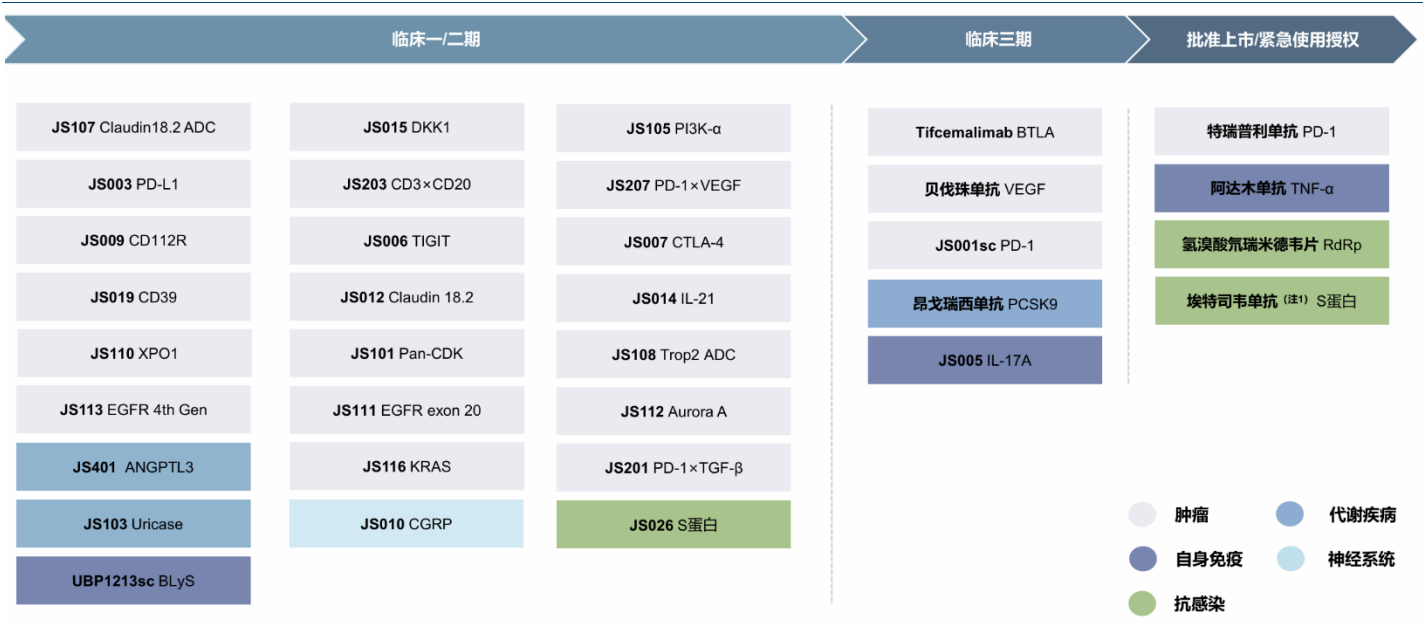 临床一/二期
临床三期
批准上市/紧急使用授权
JS107 Claudin18.2 ADC
JS003 PD-L1
JS009 CD112R
JS019 CD39
JS110 XPO1
JS113 EGFR 4th Gen
JS401 ANGPTL3
JS103 Uricase
UBP1213sc BLyS
JS015 DKK1
JS203 CD3×CD20
JS006 TIGIT
JS012 Claudin 18.2
JS101 Pan-CDK
JS111 EGFR exon 20
JS116 KRAS
JS010 CGRP
JS105 PI3K-α
JS207 PD-1×VEGF
JS007 CTLA-4
JS014 IL-21
JS108 Trop2 ADC
JS112 Aurora A
JS201 PD-1×TGF-β
JS026 S蛋白
Tifcemalimab BTLA
贝伐珠单抗 VEGF
JS001sc PD-1
昂戈瑞西单抗 PCSK9
JS005 IL-17A
特瑞普利单抗 PD-1
阿达木单抗 TNF-α
氢溴酸氘瑞米德韦片 RdRp
埃特司韦单抗（注1）S蛋白
肿瘤
代谢疾病
自身免疫
神经系统
抗感染